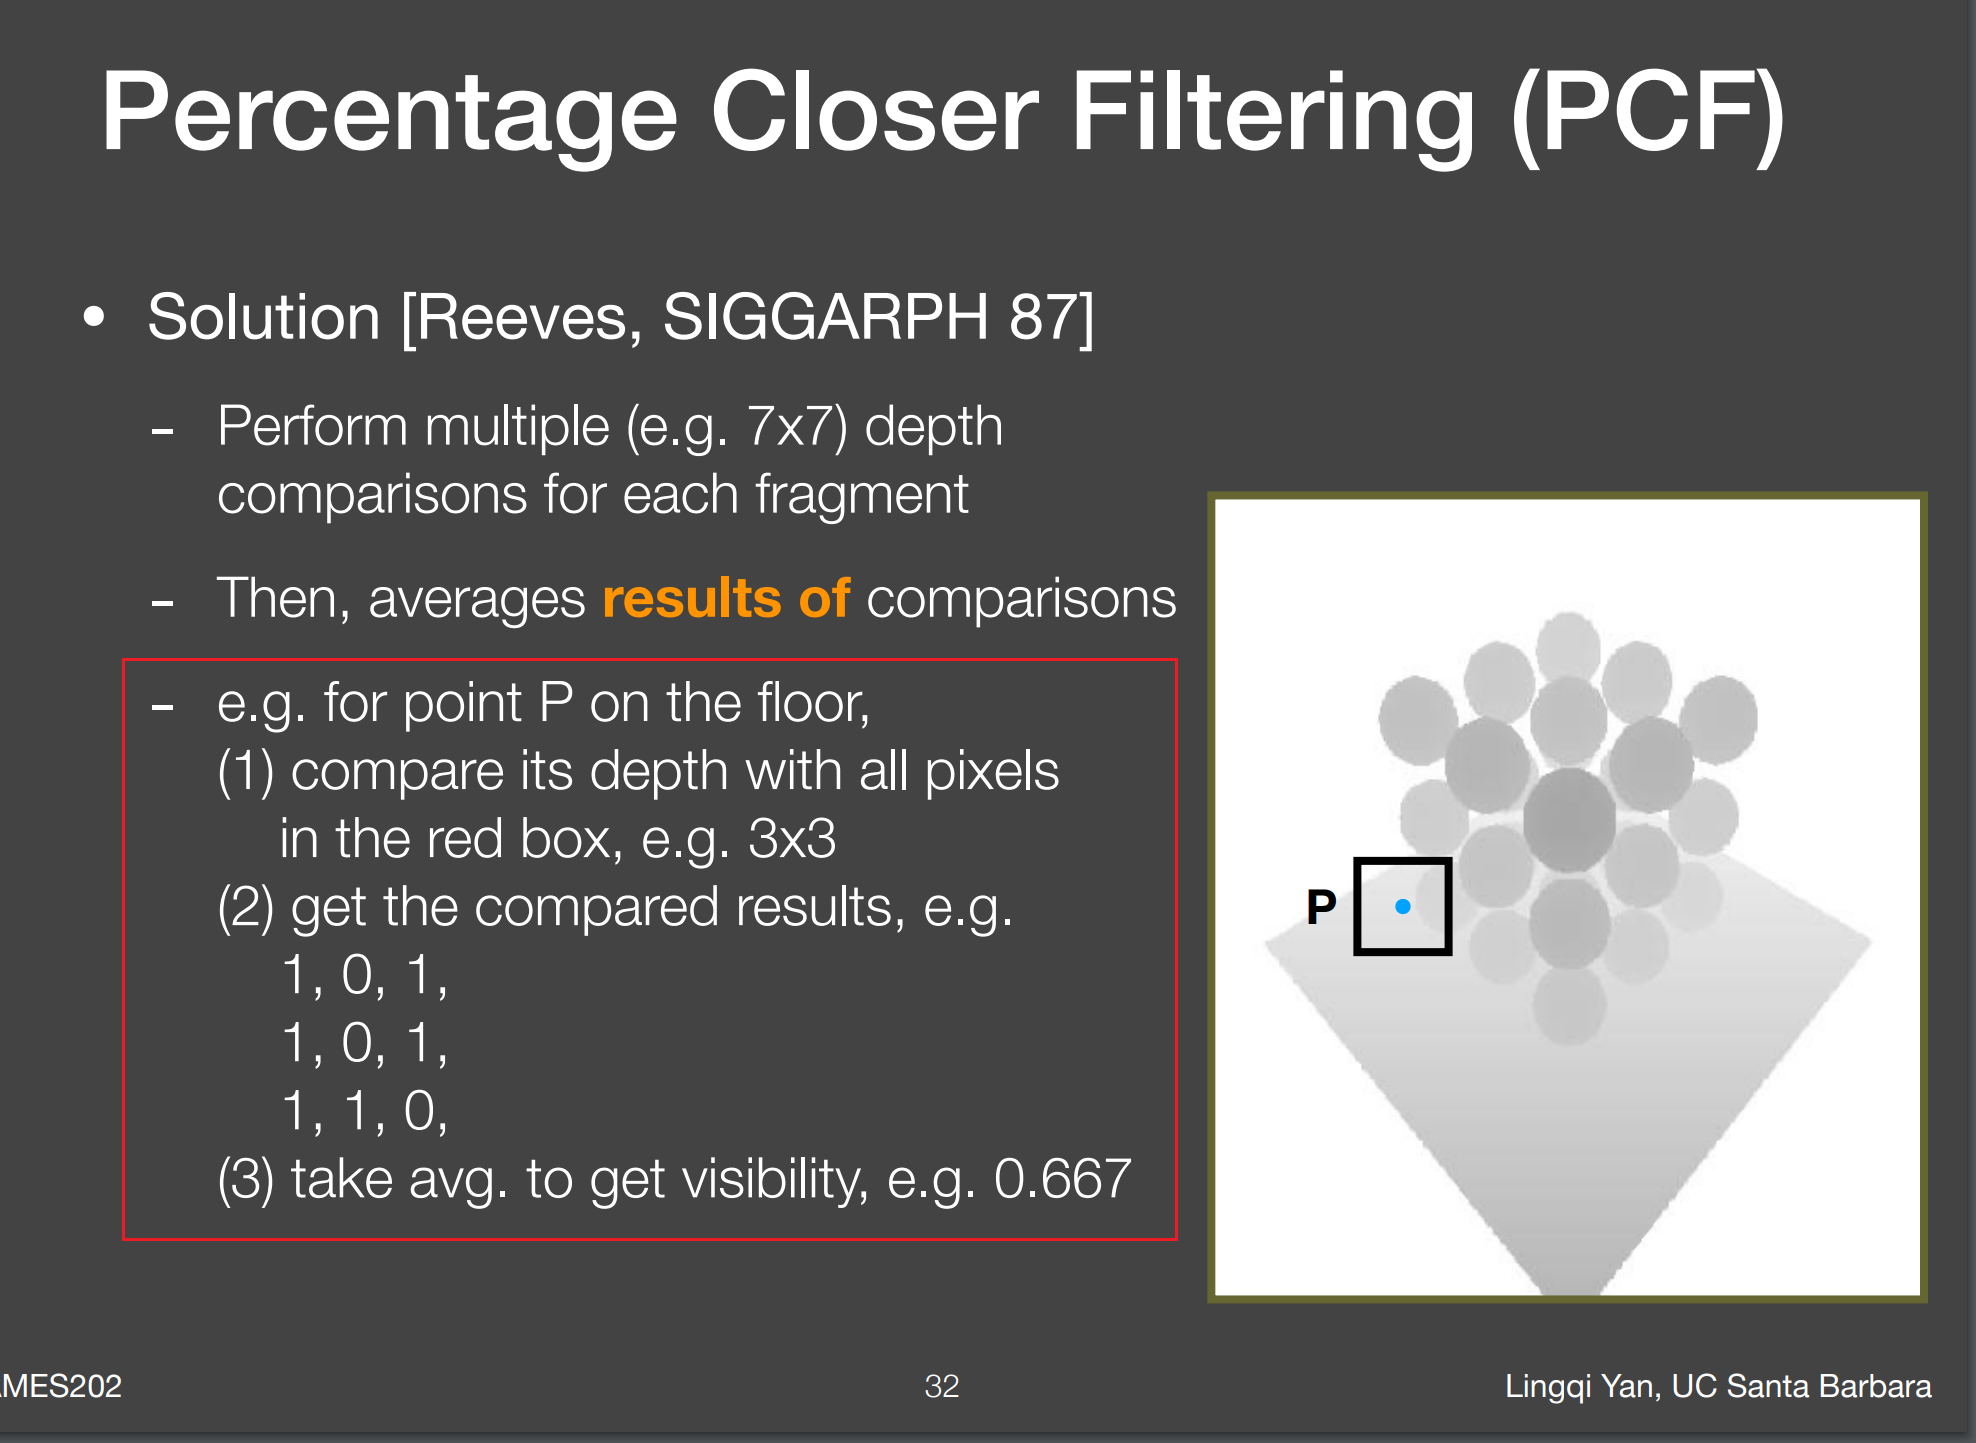 Percentage Closer Filtering (PCF)
• Solution [Reeves, SIGGARPH 87]
- Perform multiple (e.g. 7x7) depth
comparisons for each fragment
- Then, averages results of comparisons
- e.g. for point P on the floor,
(1) compare its depth with all pixels
in the red box, e.g. 3x3
(2) get the compared results, e.g.
1, 0, 1,
1, 0, 1,
1, 1, 0,
(3) take avg. to get visibility, e.g. 0.667
P
MES202
32
Lingqi Yan, UC Santa Barbara